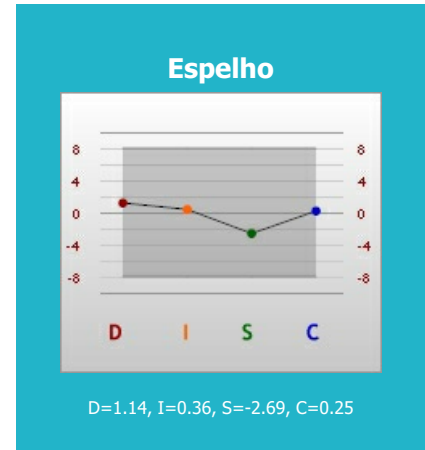 Espelho
8 8
4 4
0 0
-4 -4
-8 -8
D I S C
D=1.14, I=0.36, S=-2.69, C=0.25